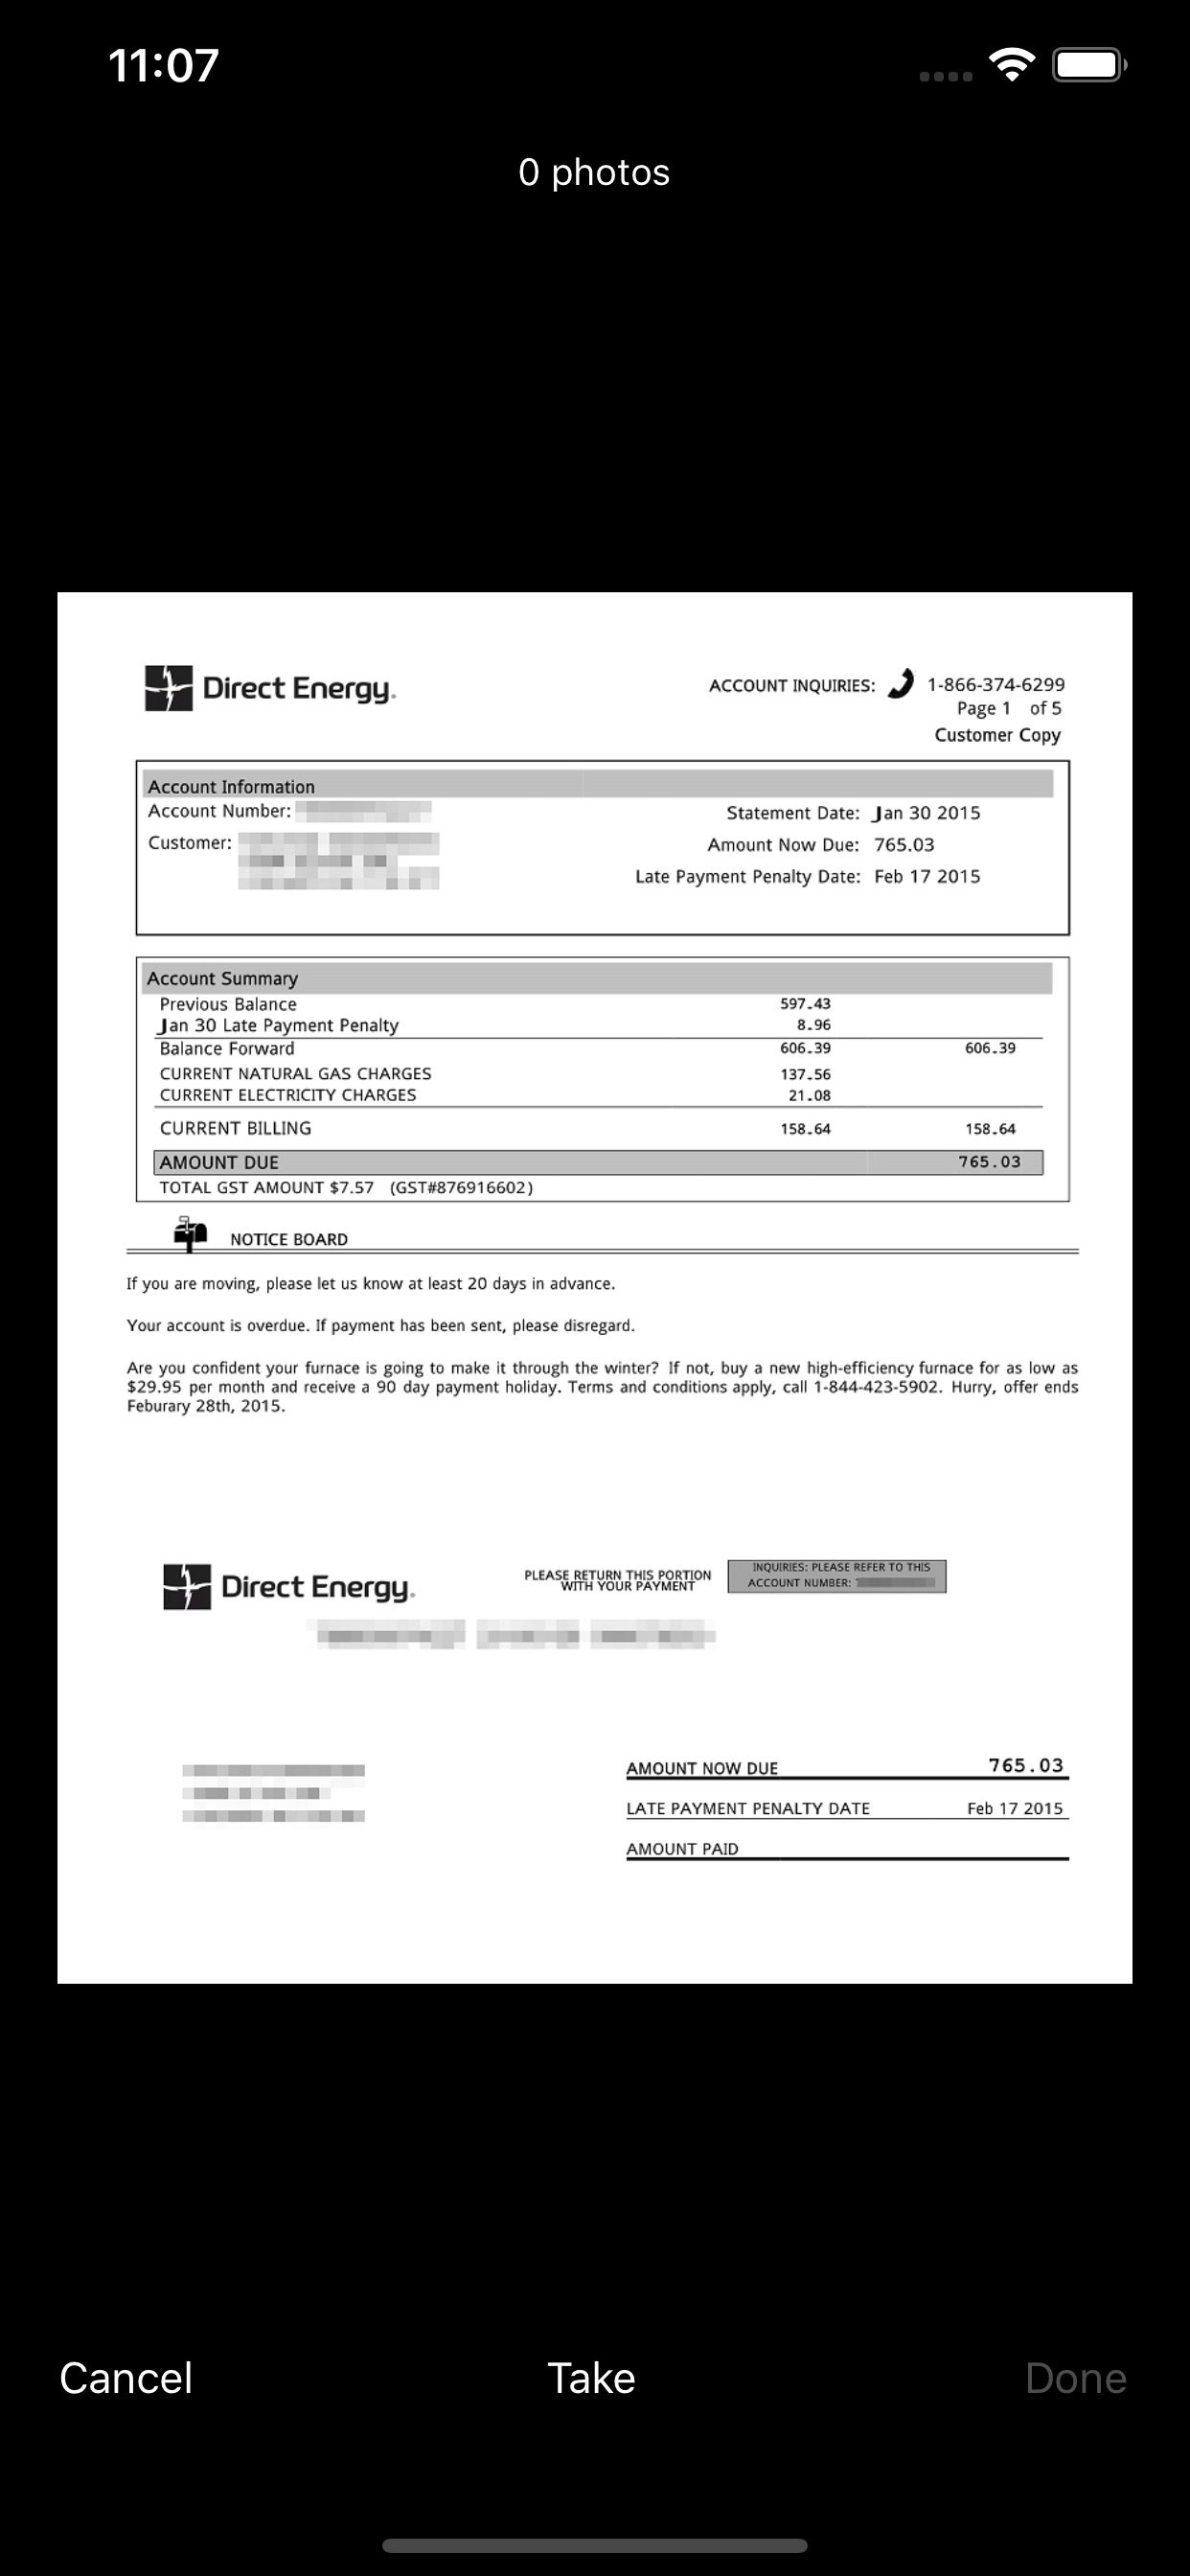 11:07
0 photos
Direct Energy.
ACCOUNT INQUIRIES: 1-866-374-6299
Page 1 of 5
Customer Copy
Account Information
Account Number:
Customer:
Statement Date: Jan 30 2015
Amount Now Due: 765.03
Late Payment Penalty Date: Feb 17 2015
Account Summary
Previous Balance 597.43
Jan 30 Late Payment Penalty 8.96
Balance Forward 606.39 606.39
CURRENT NATURAL GAS CHARGES 137.56
CURRENT ELECTRICITY CHARGES 21.08
CURRENT BILLING 158.64 158.64
AMOUNT DUE 765.03
TOTAL GST AMOUNT $7.57 (GST#876916602)
NOTICE BOARD
If you are moving, please let us know at least 20 days in advance.
Your account is overdue. If payment has been sent, please disregard.
Are you confident your furnace is going to make it through the winter? If not, buy a new high-efficiency furnace for as low as
$29.95 per month and receive a 90 day payment holiday. Terms and conditions apply, call 1-844-423-5902. Hurry, offer ends
Feburary 28th, 2015.
Direct Energy.
PLEASE RETURN THIS PORTION
WITH YOUR PAYMENT
INQUIRIES: PLEASE REFER TO THIS
ACCOUNT NUMBER:
AMOUNT NOW DUE 765.03
LATE PAYMENT PENALTY DATE Feb 17 2015
AMOUNT PAID
Cancel Take Done